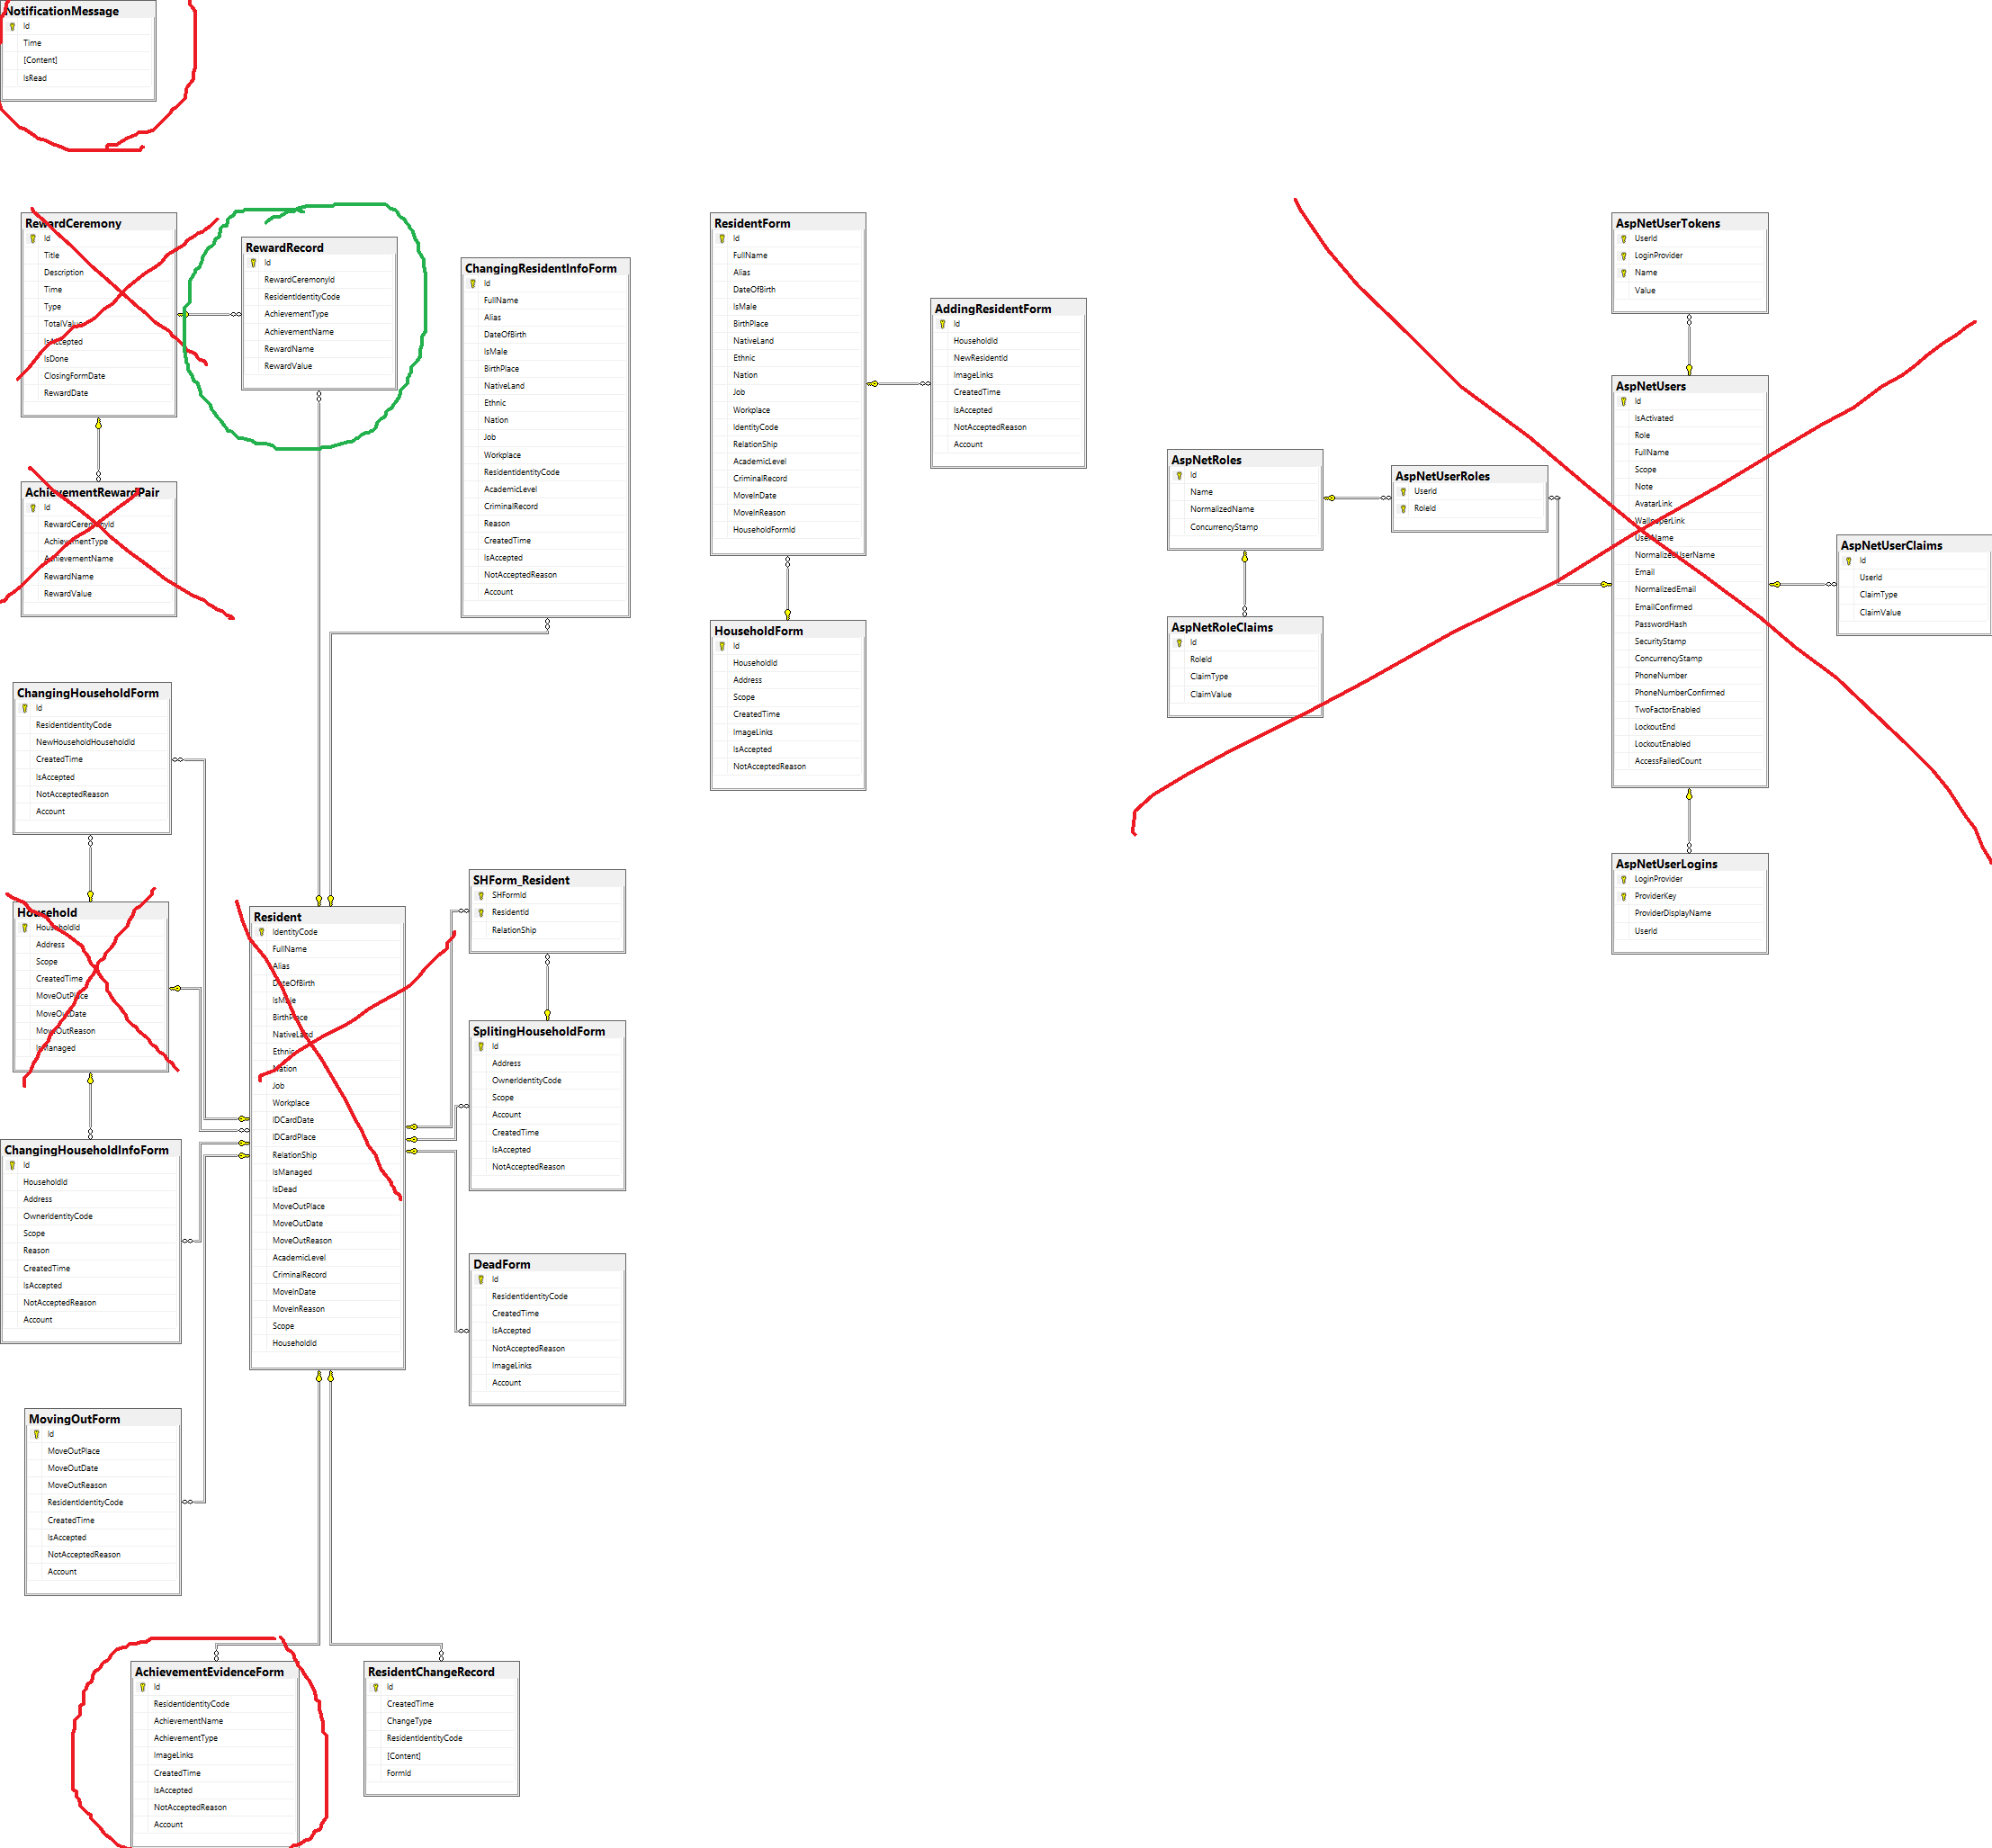 NotificationMessage
Id
Time
[Content]
IsRead
RewardCeremony
Id
Title
Description
Time
Type
TotalValue
IsAccepted
IsDone
ClosingFormDate
RewardDate
RewardRecord
Id
RewardCeremonyId
ResidentIdentityCode
AchievementType
AchievementName
RewardName
RewardValue
ChangingResidentInfoForm
Id
FullName
Alias
DateOfBirth
IsMale
BirthPlace
NativeLand
Ethnic
Nation
Job
Workplace
ResidentIdentityCode
AcademicLevel
CriminalRecord
Reason
CreatedTime
IsAccepted
NotAcceptedReason
Account
ResidentForm
Id
FullName
Alias
DateOfBirth
IsMale
BirthPlace
NativeLand
Ethnic
Nation
Job
Workplace
IdentityCode
RelationShip
AcademicLevel
CriminalRecord
MoveInDate
MoveInReason
HouseholdFormId
AddingResidentForm
Id
HouseholdId
NewResidentId
ImageLinks
CreatedTime
IsAccepted
NotAcceptedReason
Account
AspNetUserTokens
UserId
LoginProvider
Name
Value
AspNetUsers
Id
IsActivated
Role
FullName
Scope
Note
AvatarLink
WallpaperLink
UserName
NormalizedUserName
Email
NormalizedEmail
EmailConfirmed
PasswordHash
SecurityStamp
ConcurrencyStamp
PhoneNumber
PhoneNumberConfirmed
TwoFactorEnabled
LockoutEnd
LockoutEnabled
AccessFailedCount
AspNetRoles
Id
Name
NormalizedName
ConcurrencyStamp
AspNetUserRoles
UserId
RoleId
AspNetUserClaims
Id
UserId
ClaimType
ClaimValue
AspNetRoleClaims
Id
RoleId
ClaimType
ClaimValue
AspNetUserLogins
LoginProvider
ProviderKey
ProviderDisplayName
UserId
AchievementRewardPair
Id
RewardCeremonyId
AchievementType
AchievementName
RewardName
RewardValue
HouseholdForm
Id
HouseholdId
Address
Scope
CreatedTime
ImageLinks
IsAccepted
NotAcceptedReason
ChangingHouseholdForm
Id
ResidentIdentityCode
NewHouseholdHouseholdId
CreatedTime
IsAccepted
NotAcceptedReason
Account
Household
HouseholdId
Address
Scope
CreatedTime
MoveOutPlace
MoveOutDate
MoveOutReason
IsManaged
Resident
IdentityCode
FullName
Alias
DateOfBirth
IsMale
BirthPlace
NativeLand
Ethnic
Nation
Job
Workplace
IDCardDate
IDCardPlace
RelationShip
IsManaged
IsDead
MoveOutPlace
MoveOutDate
MoveOutReason
AcademicLevel
CriminalRecord
MoveInDate
MoveInReason
Scope
HouseholdId
SHForm_Resident
SHFormId
ResidentId
RelationShip
SplitingHouseholdForm
Id
Address
OwnerIdentityCode
Scope
Account
CreatedTime
IsAccepted
NotAcceptedReason
ChangingHouseholdInfoForm
Id
HouseholdId
Address
OwnerIdentityCode
Scope
Reason
CreatedTime
IsAccepted
NotAcceptedReason
Account
DeadForm
Id
ResidentIdentityCode
CreatedTime
IsAccepted
NotAcceptedReason
ImageLinks
Account
MovingOutForm
Id
MoveOutPlace
MoveOutDate
MoveOutReason
ResidentIdentityCode
CreatedTime
IsAccepted
NotAcceptedReason
Account
AchievementEvidenceForm
Id
ResidentIdentityCode
AchievementName
AchievementType
ImageLinks
CreatedTime
IsAccepted
NotAcceptedReason
Account
ResidentChangeRecord
Id
CreatedTime
ChangeType
ResidentIdentityCode
[Content]
FormId